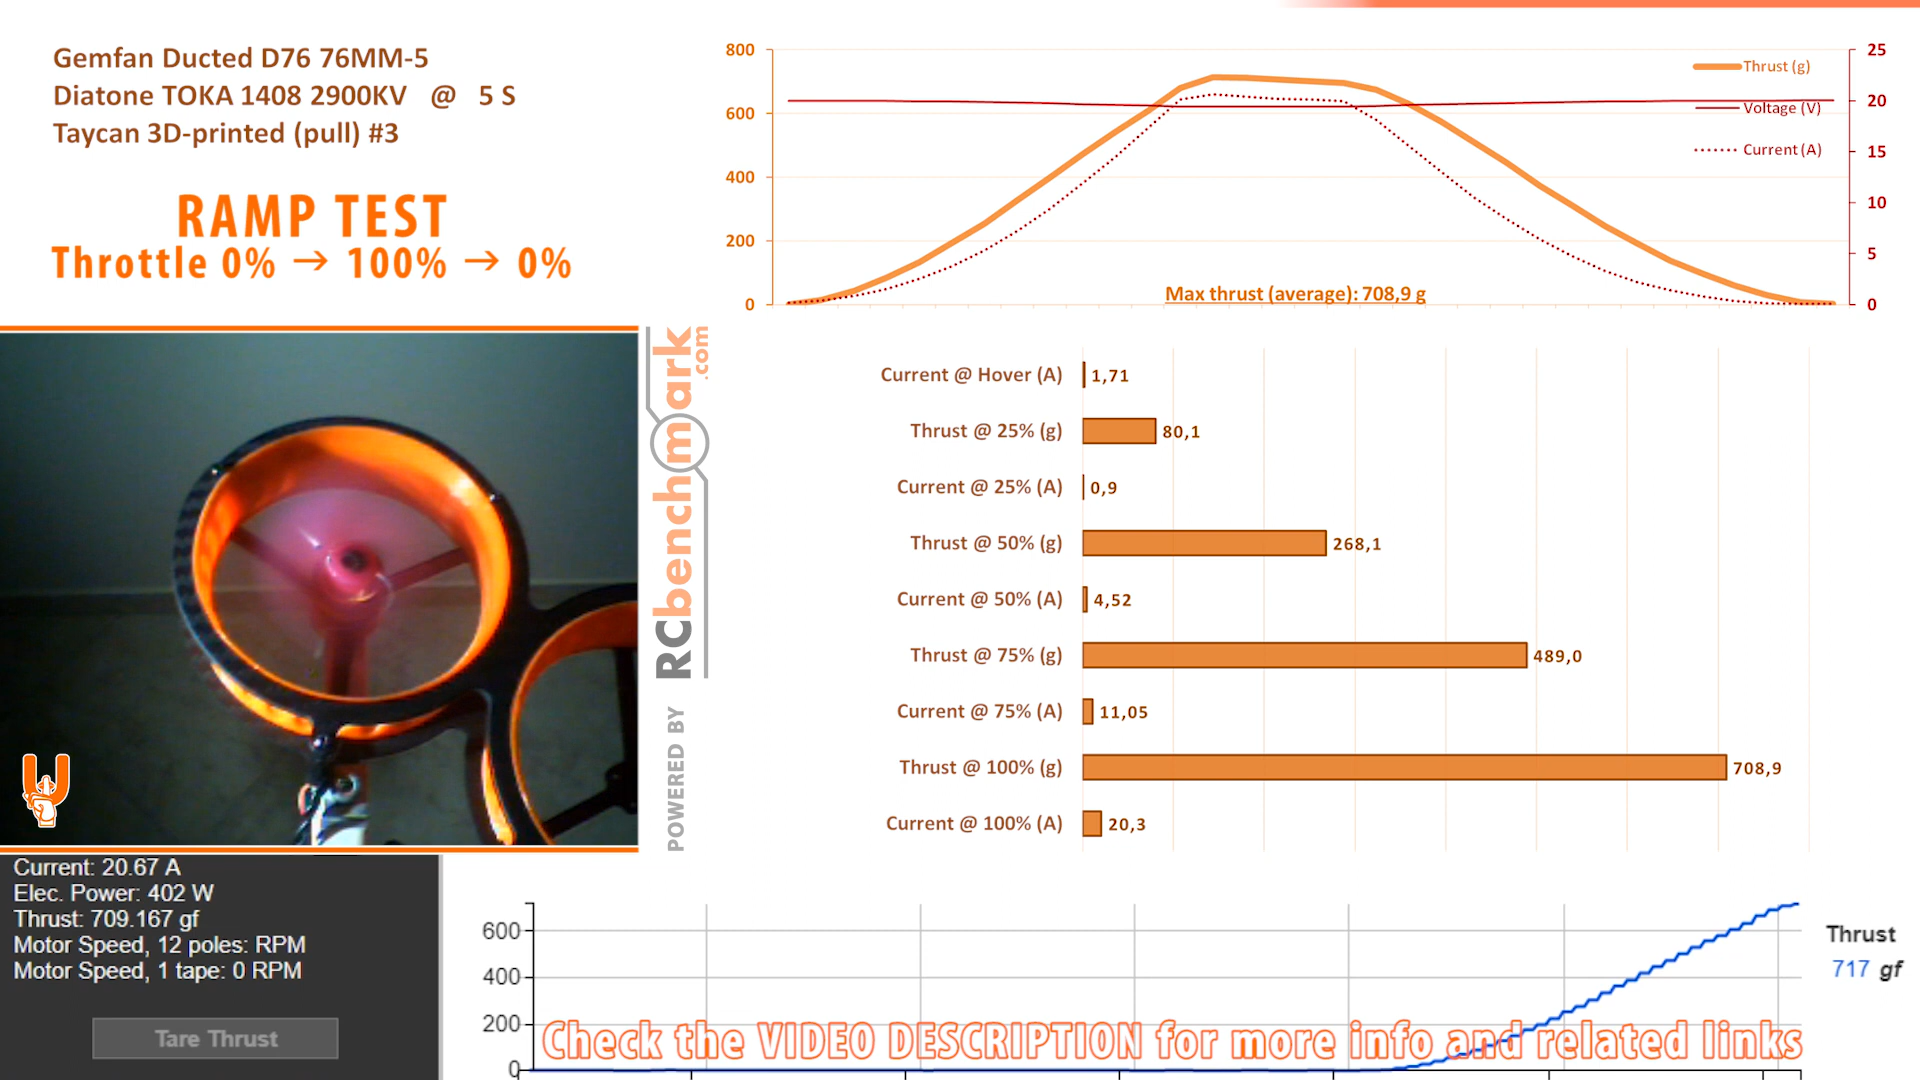 Gemfan Ducted D76 76MM-5
Diatone TOKA 1408 2900KV @ 5 S
Taycan 3D-printed (pull) #3
RAMP TEST
Throttle 0% → 100% → 0%
800
600
400
200
0
25
20
15
10
5
0
Thrust (g)
Voltage (V)
Current (A)
Max thrust (average): 708,9 g
POWERED BY RCbenchmark.com
Current @ Hover (A) 1,71
Thrust @ 25% (g) 80,1
Current @ 25% (A) 0,9
Thrust @ 50% (g) 268,1
Current @ 50% (A) 4,52
Thrust @ 75% (g) 489,0
Current @ 75% (A) 11,05
Thrust @ 100% (g) 708,9
Current @ 100% (A) 20,3
Current: 20.67 A
Elec. Power: 402 W
Thrust: 709.167 gf
Motor Speed, 12 poles: RPM
Motor Speed, 1 tape: 0 RPM
Tare Thrust
600
400
200
0
Thrust
717 gf
Check the VIDEO DESCRIPTION for more info and related links